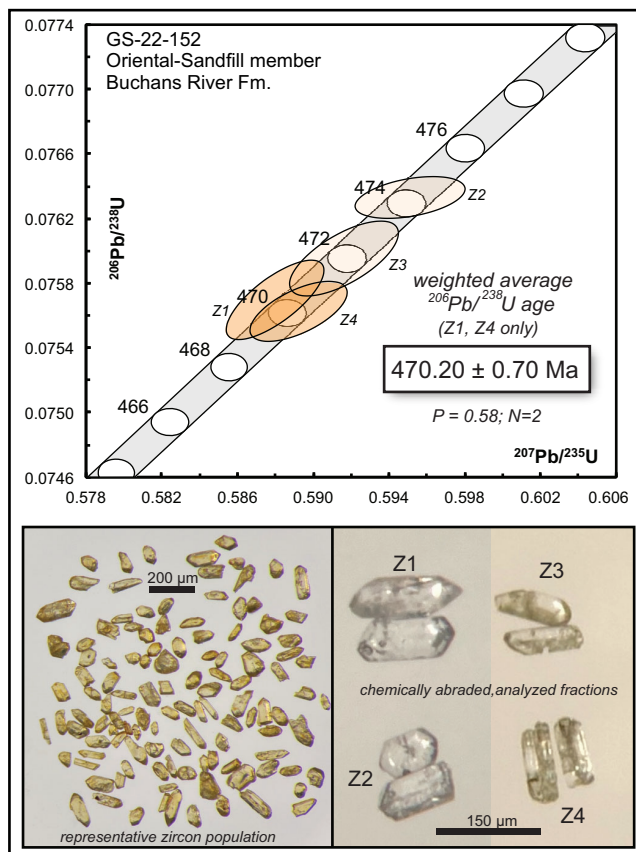 GS-22-152
Oriental-Sandfill member
Buchans River Fm.
0.0774
0.0770
0.0766
0.0762
0.0758
0.0754
0.0750
0.0746
²⁰⁶Pb/²³⁸U
476
474
472
470
468
466
Z2
Z3
Z1
Z4
weighted average
²⁰⁶Pb/²³⁸U age
(Z1, Z4 only)
470.20 ± 0.70 Ma
P = 0.58; N=2
²⁰⁷Pb/²³⁵U
0.578 0.582 0.586 0.590 0.594 0.598 0.602 0.606
200 µm
representative zircon population
Z1
Z3
chemically abraded,analyzed fractions
Z2
Z4
150 µm